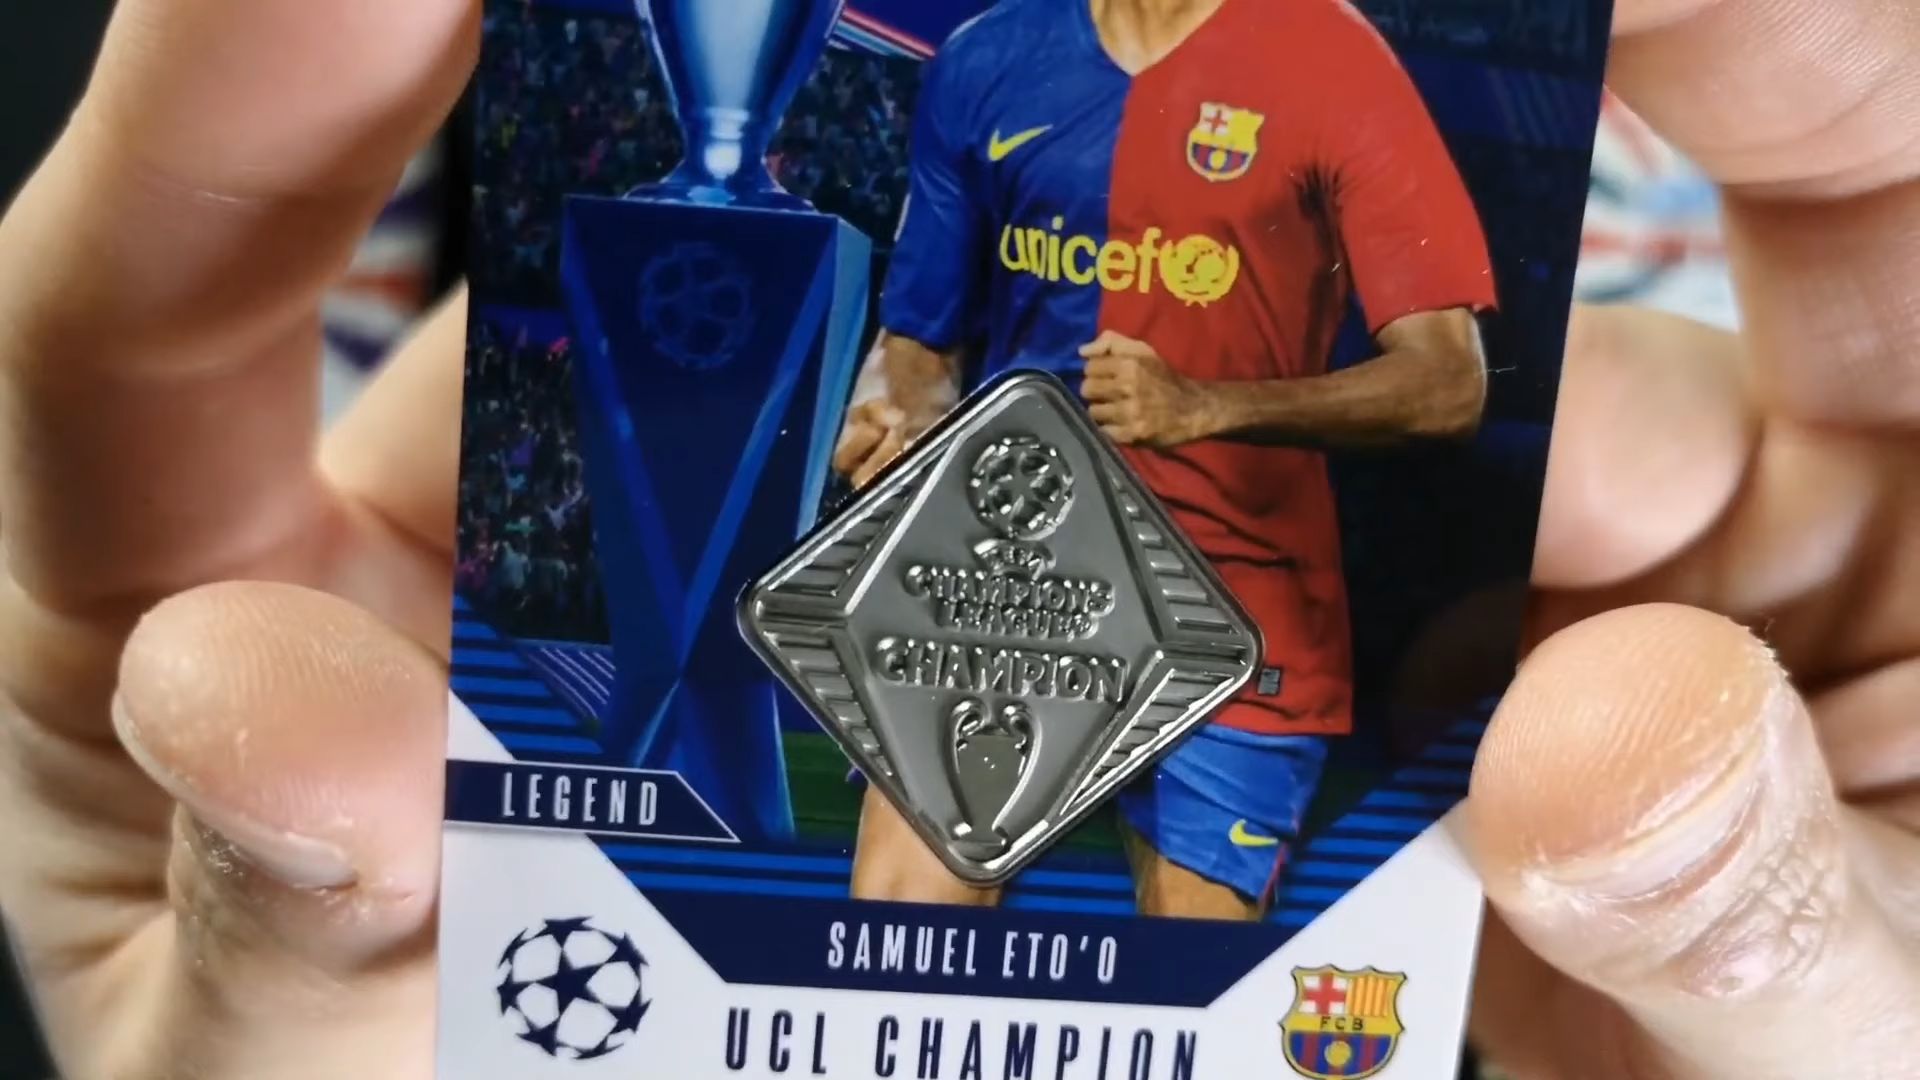 unicef
UEFA
CHAMPIONS
LEAGUE
CHAMPION
LEGEND
SAMUEL ETO'O
UCL CHAMPION
FCB